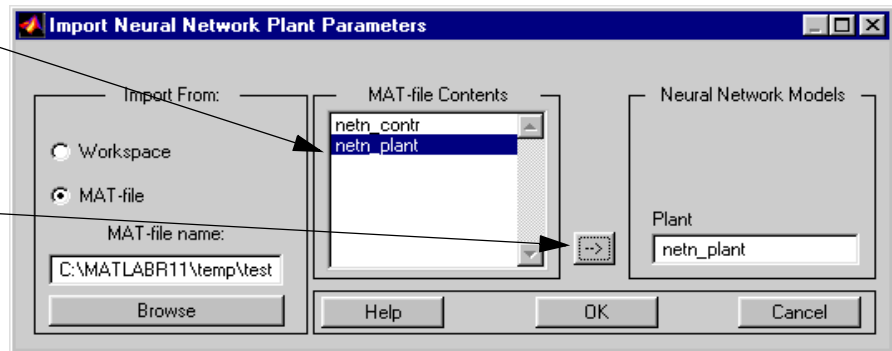 Import Neural Network Plant Parameters
Import From:
Workspace
MAT-file
MAT-file name:
C:\MATLABR11\temp\test
Browse
MAT-file Contents
netn_contr
netn_plant
-->
Neural Network Models
Plant
netn_plant
Help
OK
Cancel